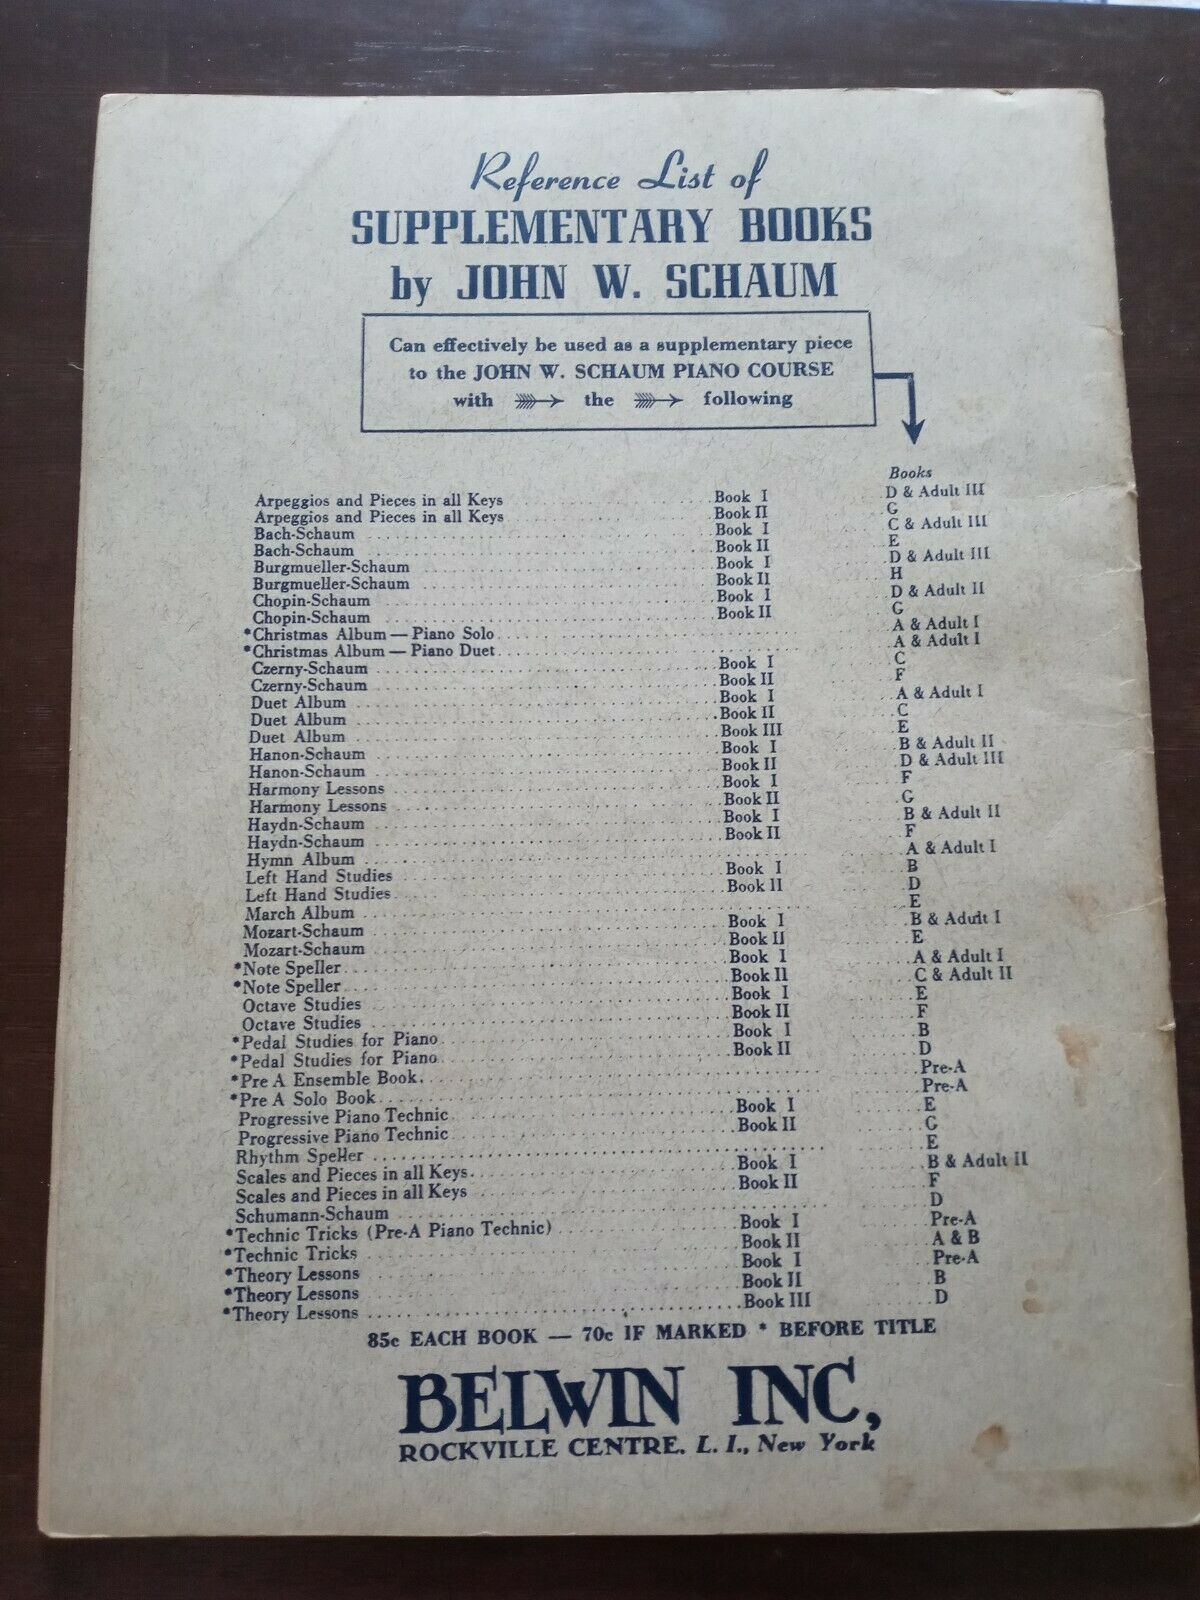 Reference List of
SUPPLEMENTARY BOOKS
by JOHN W. SCHAUM
Can effectively be used as a supplementary piece
to the JOHN W. SCHAUM PIANO COURSE
with the following
Books
Arpeggios and Pieces in all Keys Book I D & Adult III
Arpeggios and Pieces in all Keys Book II G
Bach-Schaum Book I C & Adult III
Bach-Schaum Book II E
Burgmueller-Schaum Book I D & Adult III
Burgmueller-Schaum Book II H
Chopin-Schaum Book I D & Adult II
Chopin-Schaum Book II G
*Christmas Album — Piano Solo A & Adult I
*Christmas Album — Piano Duet A & Adult I
Czerny-Schaum Book I C
Czerny-Schaum Book II F
Duet Album Book I A & Adult I
Duet Album Book II C
Duet Album Book III E
Hanon-Schaum Book I B & Adult II
Hanon-Schaum Book II D & Adult III
Harmony Lessons Book I F
Harmony Lessons Book II G
Haydn-Schaum Book I B & Adult II
Haydn-Schaum Book II F
Hymn Album A & Adult I
Left Hand Studies Book I B
Left Hand Studies Book II D
March Album E
Mozart-Schaum Book I B & Adult I
Mozart-Schaum Book II E
*Note Speller Book I A & Adult I
*Note Speller Book II C & Adult II
Octave Studies Book I E
Octave Studies Book II F
*Pedal Studies for Piano Book I B
*Pedal Studies for Piano Book II D
*Pre A Ensemble Book Pre-A
*Pre A Solo Book Pre-A
Progressive Piano Technic Book I E
Progressive Piano Technic Book II G
Rhythm Speller E
Scales and Pieces in all Keys Book I B & Adult II
Scales and Pieces in all Keys Book II F
Schumann-Schaum D
*Technic Tricks (Pre-A Piano Technic) Book I Pre-A
*Technic Tricks Book II A & B
*Theory Lessons Book I Pre-A
*Theory Lessons Book II B
*Theory Lessons Book III D
85c EACH BOOK — 70c IF MARKED * BEFORE TITLE
BELWIN INC,
ROCKVILLE CENTRE, L. I., New York